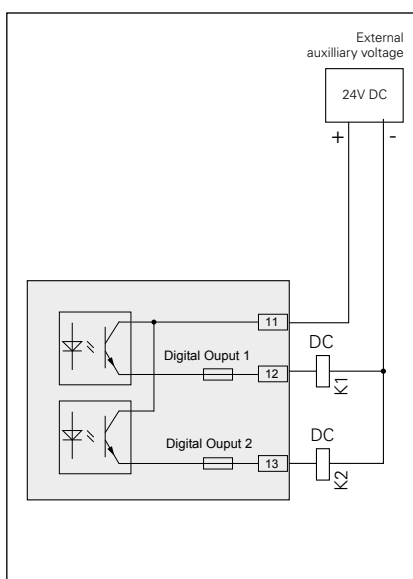 External
auxilliary voltage
24V DC
+ -
11
DC
Digital Ouput 1
12
K1
DC
Digital Ouput 2
13
K2